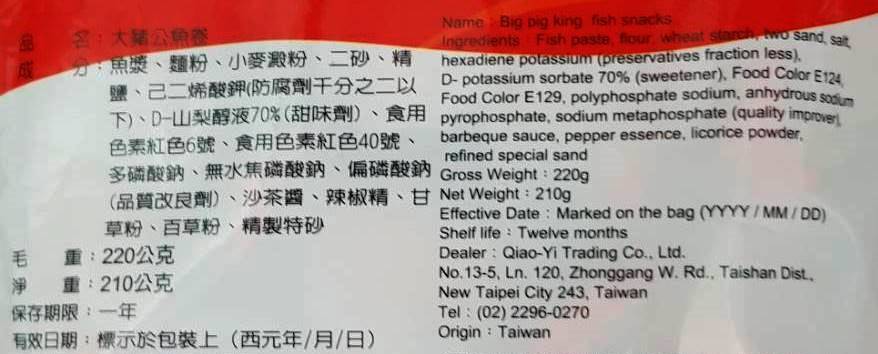 品 名：大豬公魚卷
成 分：魚漿、麵粉、小麥澱粉、二砂、精
鹽、己二烯酸鉀(防腐劑千分之二以
下)、D-山梨醇液70%(甜味劑)、食用
色素紅色6號、食用色素紅色40號、
多磷酸鈉、無水焦磷酸鈉、偏磷酸鈉
(品質改良劑)、沙茶醬、辣椒精、甘
草粉、百草粉、精製特砂
毛 重：220公克
淨 重：210公克
保存期限：一年
有效日期：標示於包裝上（西元年/月/日）
Name：Big pig king fish snacks
Ingredients：Fish paste, flour, wheat starch, two sand, salt,
hexadiene potassium (preservatives fraction less),
D- potassium sorbate 70% (sweetener), Food Color E124,
Food Color E129, polyphosphate sodium, anhydrous sodium
pyrophosphate, sodium metaphosphate (quality improver),
barbeque sauce, pepper essence, licorice powder,
refined special sand
Gross Weight：220g
Net Weight：210g
Effective Date：Marked on the bag (YYYY / MM / DD)
Shelf life：Twelve months
Dealer：Qiao-Yi Trading Co., Ltd.
No.13-5, Ln. 120, Zhonggang W. Rd., Taishan Dist.,
New Taipei City 243, Taiwan
Tel：(02) 2296-0270
Origin：Taiwan